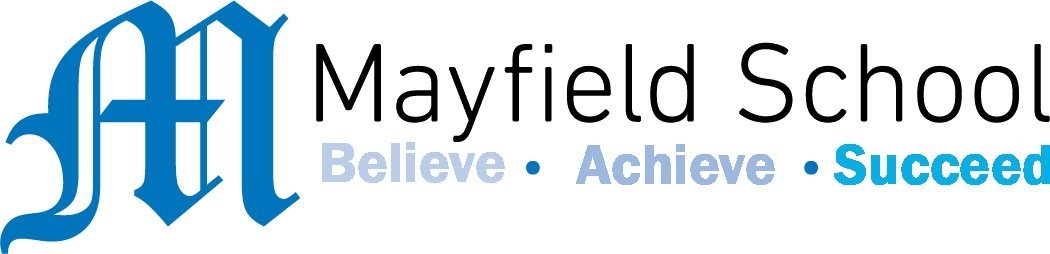 M
Mayfield School
Believe • Achieve • Succeed